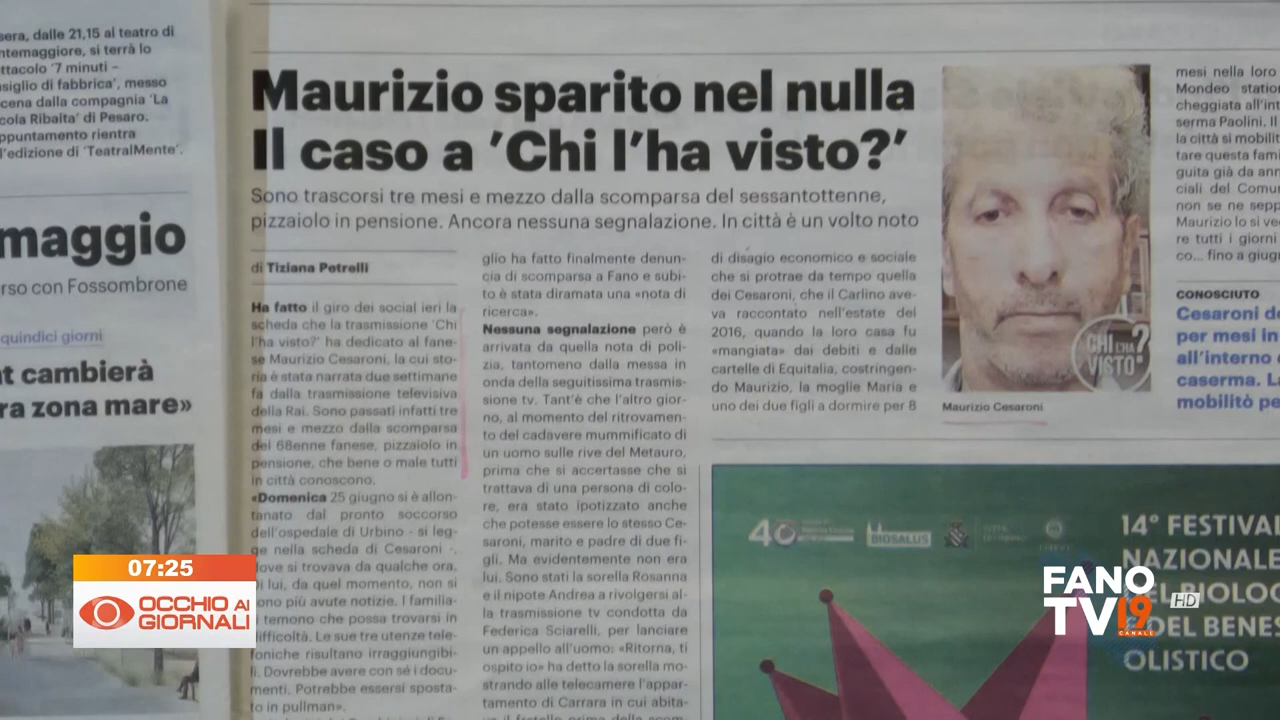 sera, dalle 21,15 al teatro di
ntemaggiore, si terrà lo
ttacolo '7 minuti –
nsiglio di fabbrica', messo
cena dalla compagnia 'La
cola Ribalta' di Pesaro.
ppuntamento rientra
l'edizione di 'TeatralMente'.
maggio
rso con Fossombrone
quindici giorni
t cambierà
ra zona mare»
Maurizio sparito nel nulla
Il caso a 'Chi l'ha visto?'
Sono trascorsi tre mesi e mezzo dalla scomparsa del sessantottenne,
pizzaiolo in pensione. Ancora nessuna segnalazione. In città è un volto noto
di Tiziana Petrelli
Ha fatto il giro dei social ieri la
scheda che la trasmissione 'Chi
l'ha visto?' ha dedicato al fane-
se Maurizio Cesaroni, la cui sto-
ria è stata narrata due settimane
fa dalla trasmissione televisiva
della Rai. Sono passati infatti tre
mesi e mezzo dalla scomparsa
del 68enne fanese, pizzaiolo in
pensione, che bene o male tutti
in città conoscono.
«Domenica 25 giugno si è allon-
tanato dal pronto soccorso
dell'ospedale di Urbino - si leg-
ge nella scheda di Cesaroni -,
dove si trovava da qualche ora.
i lui, da quel momento, non si
ono più avute notizie. I familia-
i temono che possa trovarsi in
difficoltà. Le sue tre utenze tele-
foniche risultano irraggiungibi-
li. Dovrebbe avere con sé i docu-
menti. Potrebbe essersi sposta-
to in pullman».
glio ha fatto finalmente denun-
cia di scomparsa a Fano e subi-
to è stata diramata una «nota di
ricerca».
Nessuna segnalazione però è
arrivata da quella nota di poli-
zia, tantomeno dalla messa in
onda della seguitissima trasmis-
sione tv. Tant'è che l'altro gior-
no, al momento del ritrovamen-
to del cadavere mummificato di
un uomo sulle rive del Metauro,
prima che si accertasse che si
trattava di una persona di colo-
re, era stato ipotizzato anche
che potesse essere lo stesso Ce-
saroni, marito e padre di due fi-
gli. Ma evidentemente non era
lui. Sono stati la sorella Rosanna
e il nipote Andrea a rivolgersi al-
la trasmissione tv condotta da
Federica Sciarelli, per lanciare
un appello all'uomo: «Ritorna, ti
ospito io» ha detto la sorella mo-
strando alle telecamere l'appar-
tamento di Carrara in cui abita-
di disagio economico e sociale
che si protrae da tempo quella
dei Cesaroni, che il Carlino ave-
va raccontato nell'estate del
2016, quando la loro casa fu
«mangiata» dai debiti e dalle
cartelle di Equitalia, costringen-
do Maurizio, la moglie Maria e
uno dei due figli a dormire per 8
CHI L'HA VISTO?
Maurizio Cesaroni
mesi nella loro
Mondeo station
cheggiata all'int
serma Paolini. Il
la città si mobilit
tare questa fami
guita già da ann
ciali del Comu
non se ne sepp
Maurizio lo si ve
re tutti i giorni
co... fino a giug
CONOSCIUTO
Cesaroni do
per mesi in
all'interno
caserma. La
mobilitò pe
40
BIOSALUS
14° FESTIVAL
NAZIONALE
DEL BIOLOG
DEL BENES
OLISTICO
07:25
OCCHIO AI
GIORNALI
FANO
TV 19
CANALE
HD